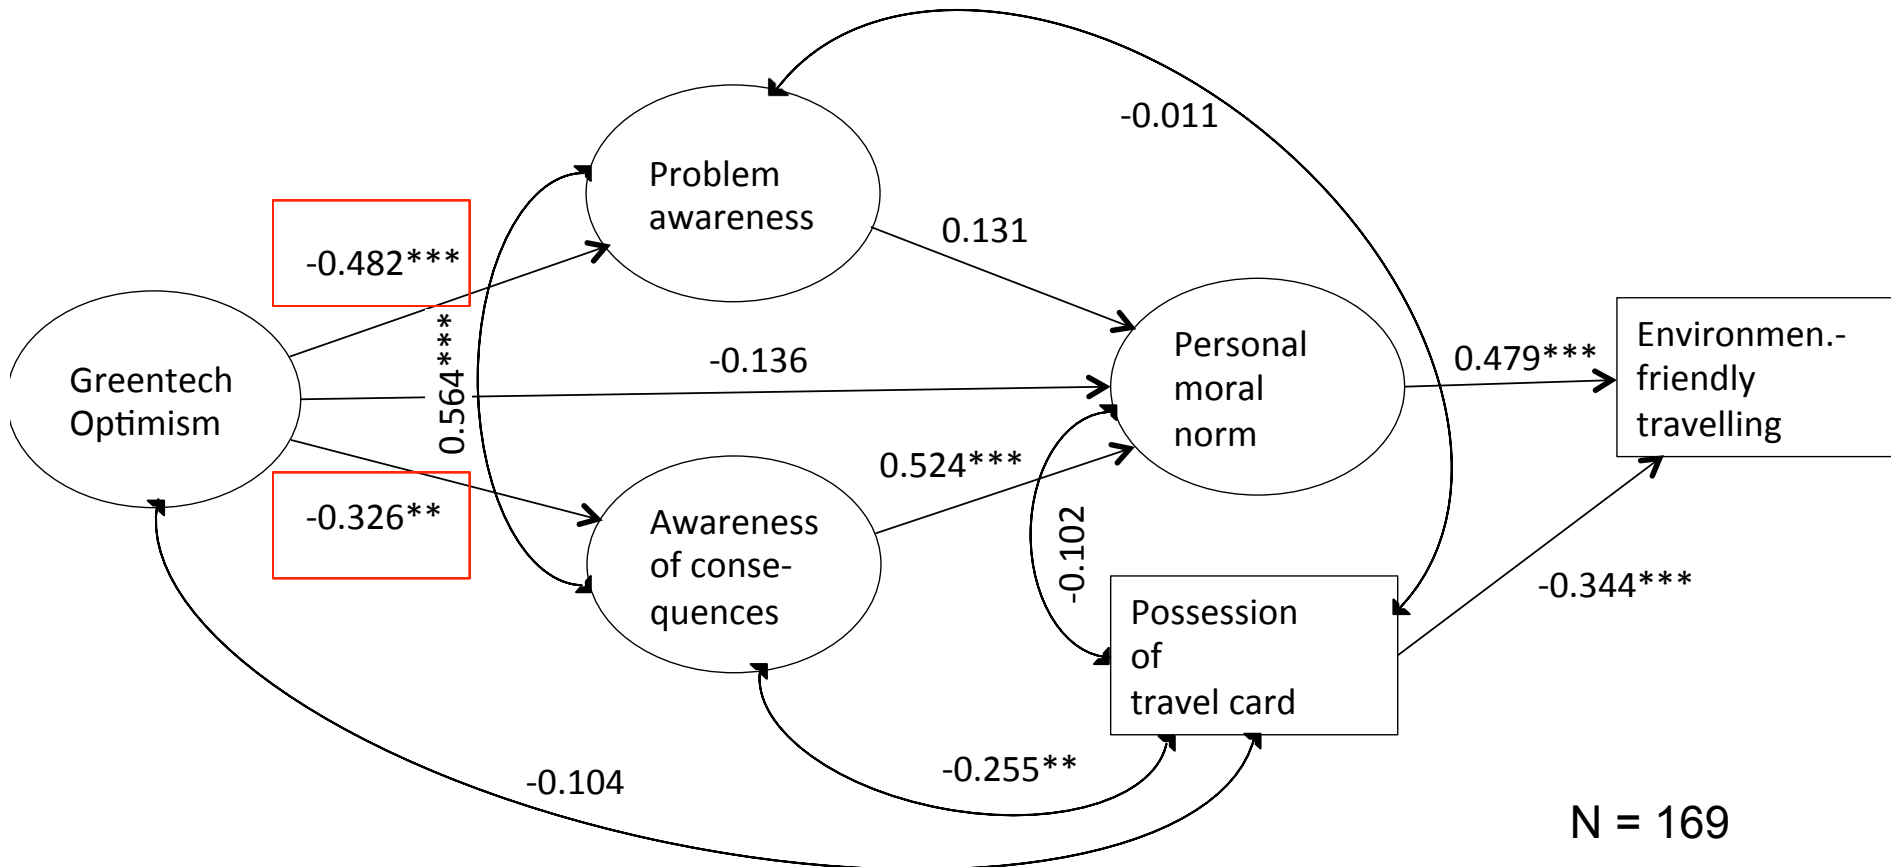 -0.011
Problem
awareness
-0.482***
0.131
0.564***
Greentech
Optimism
-0.136
Personal
moral
norm
0.479***
Environmen.-
friendly
travelling
-0.326**
Awareness
of conse-
quences
0.524***
-0.102
-0.344***
Possession
of
travel card
-0.104
-0.255**
N = 169